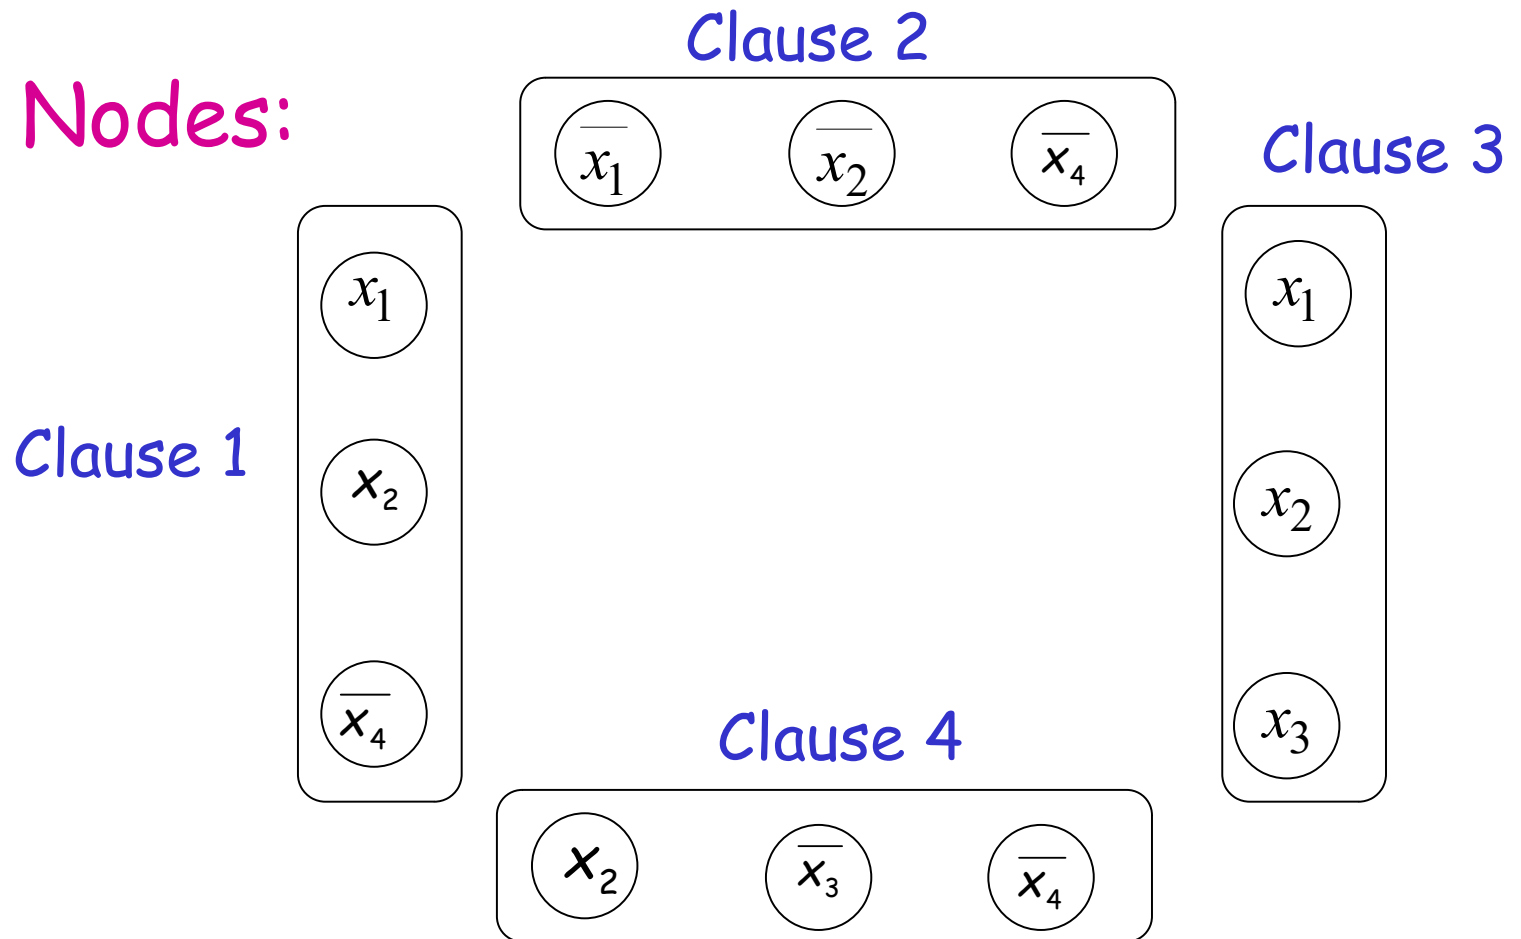 Nodes:
Clause 2
x̅₁ x̅₂ x̅₄
Clause 3
Clause 1
x₁
x₂
x̅₄
x₁
x₂
x₃
Clause 4
x₂ x̅₃ x̅₄